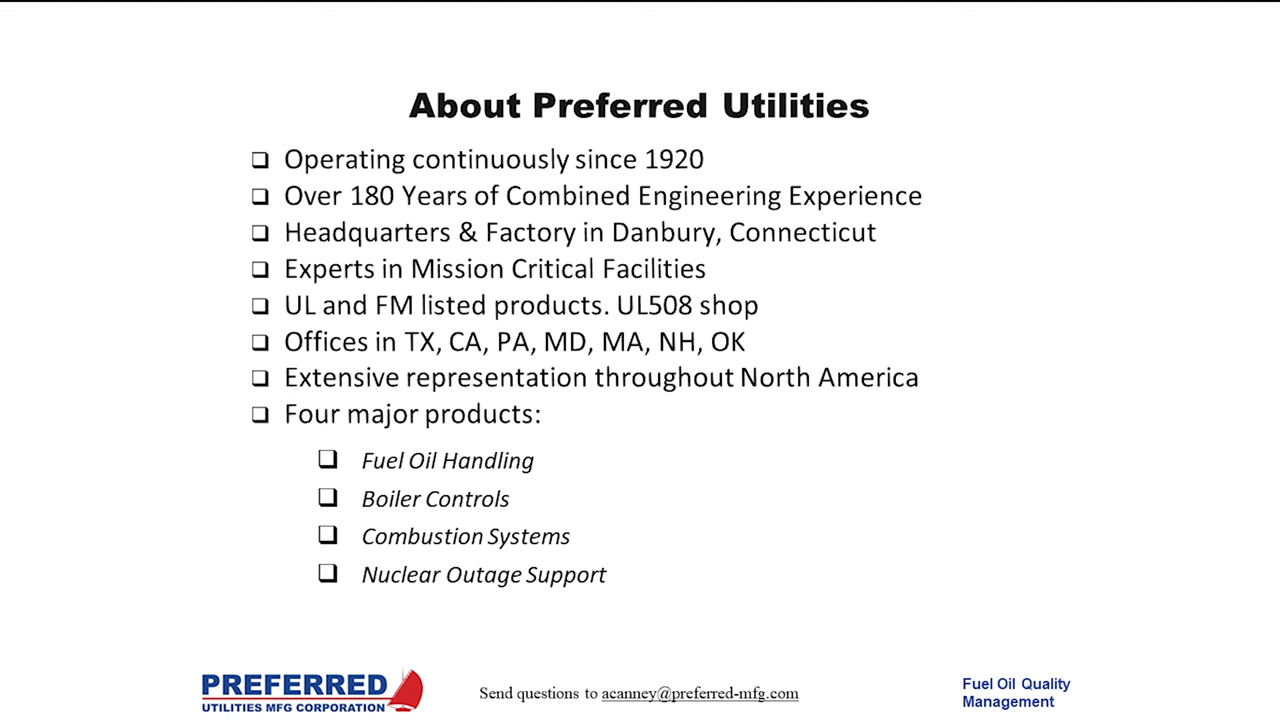 About Preferred Utilities
Operating continuously since 1920
Over 180 Years of Combined Engineering Experience
Headquarters & Factory in Danbury, Connecticut
Experts in Mission Critical Facilities
UL and FM listed products. UL508 shop
Offices in TX, CA, PA, MD, MA, NH, OK
Extensive representation throughout North America
Four major products:
Fuel Oil Handling
Boiler Controls
Combustion Systems
Nuclear Outage Support
PREFERRED
UTILITIES MFG CORPORATION
Send questions to acanney@preferred-mfg.com
Fuel Oil Quality
Management